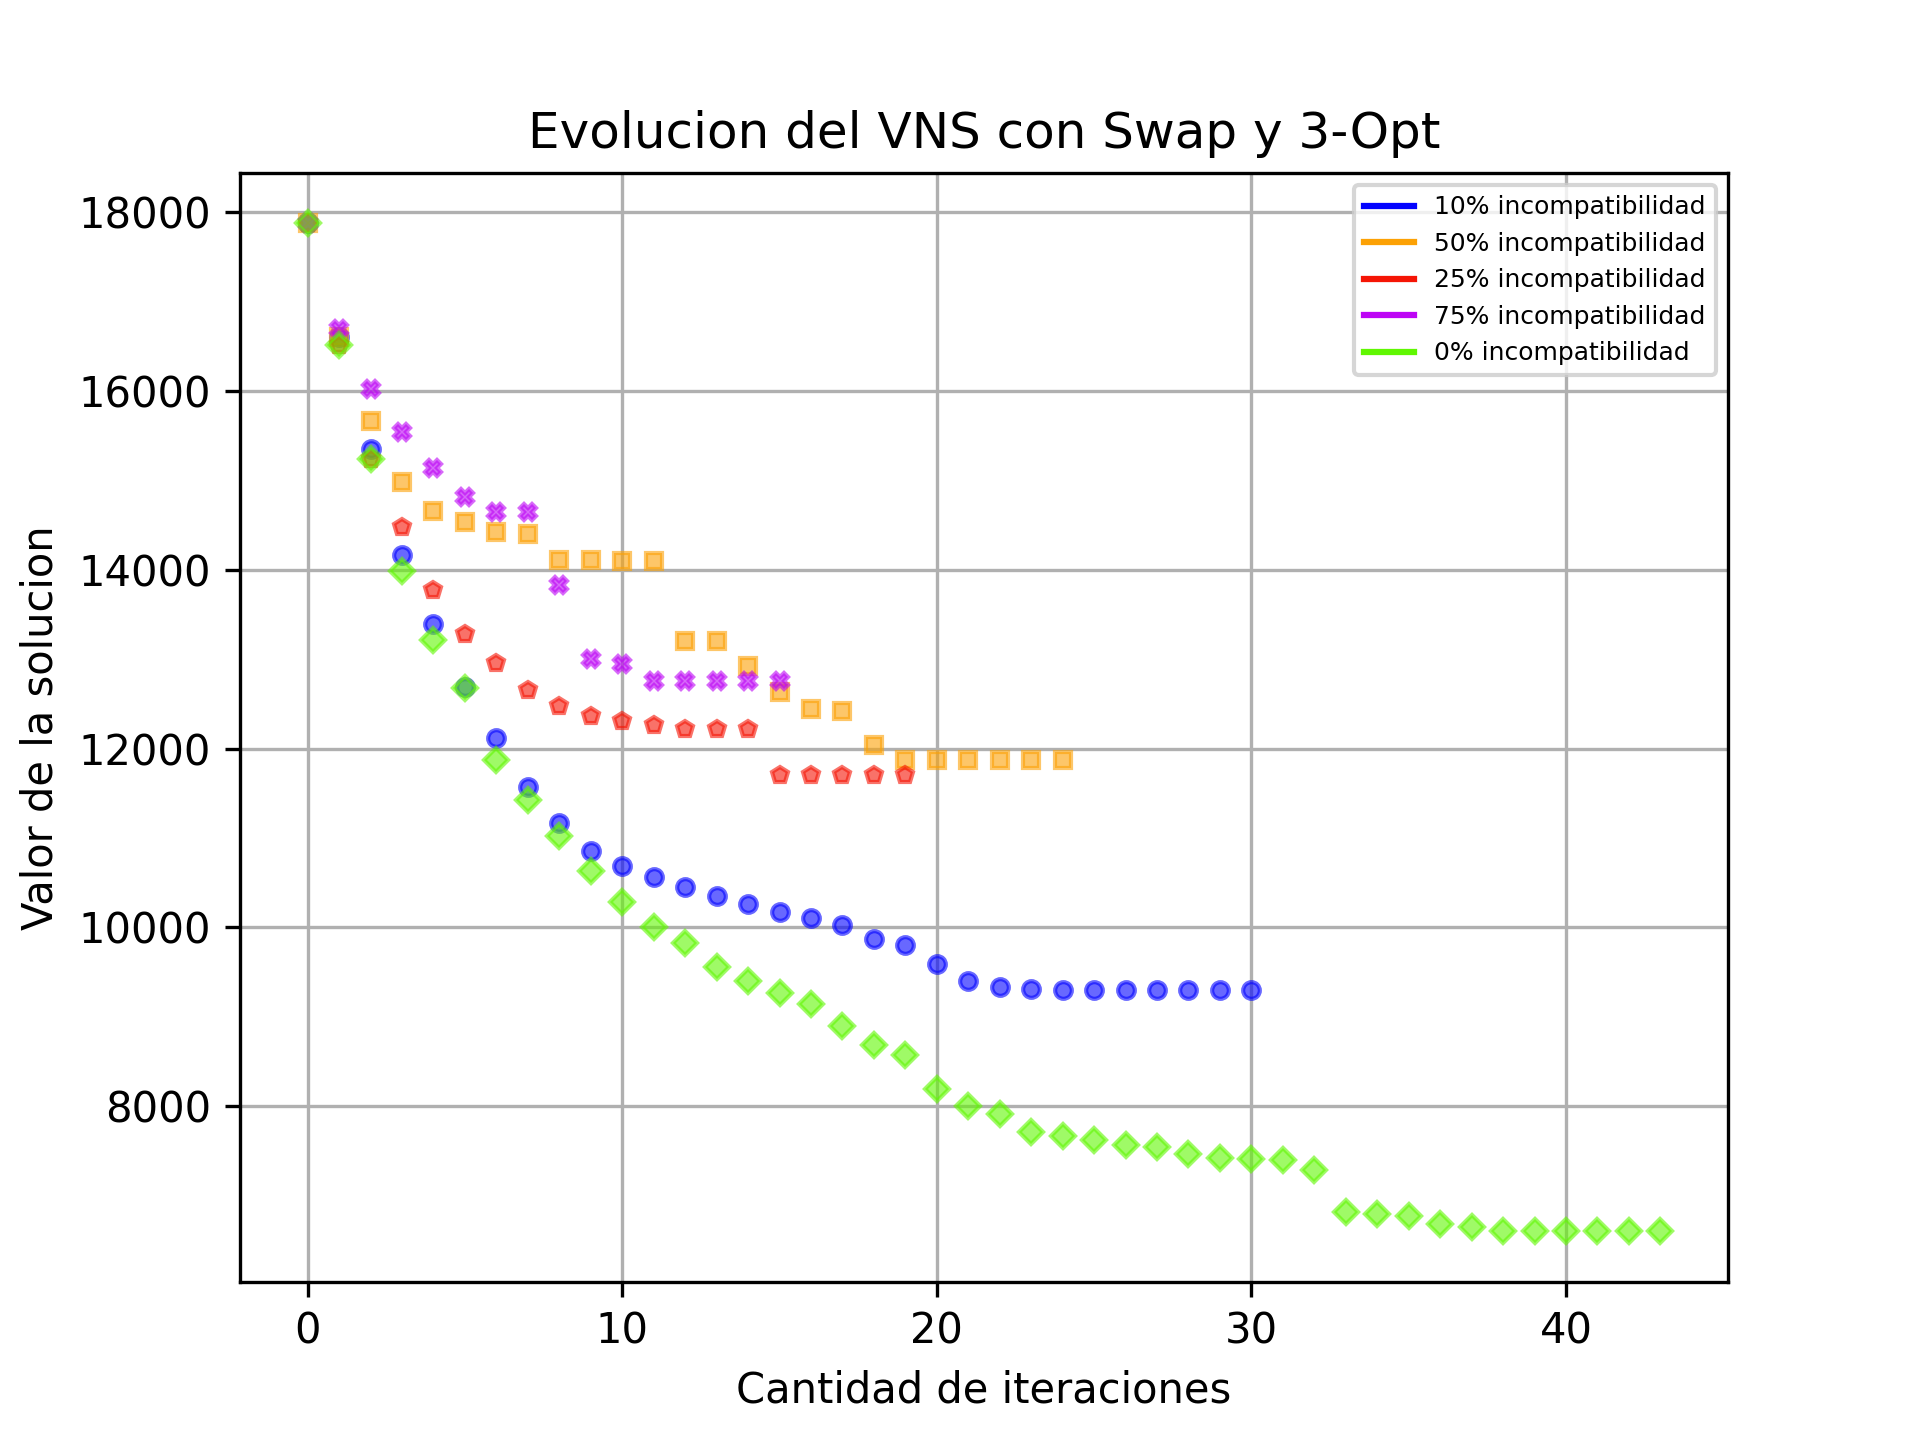 Evolucion del VNS con Swap y 3-Opt
10% incompatibilidad
50% incompatibilidad
25% incompatibilidad
75% incompatibilidad
0% incompatibilidad
18000
16000
14000
12000
10000
8000
Valor de la solucion
0 10 20 30 40
Cantidad de iteraciones